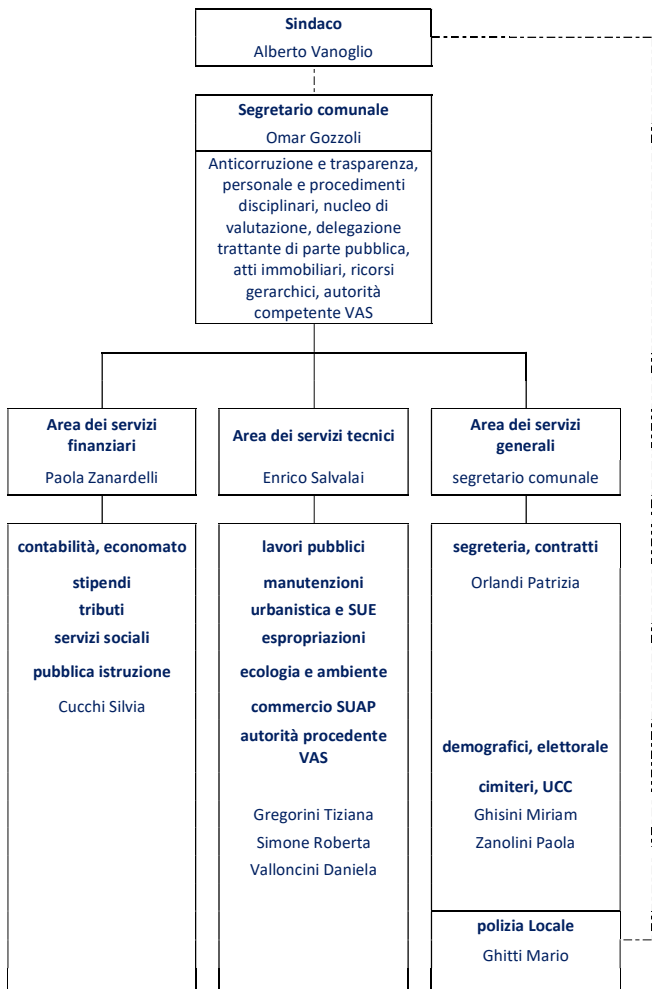 Sindaco
Alberto Vanoglio
Segretario comunale
Omar Gozzoli
Anticorruzione e trasparenza,
personale e procedimenti
disciplinari, nucleo di
valutazione, delegazione
trattante di parte pubblica,
atti immobiliari, ricorsi
gerarchici, autorità
competente VAS
Area dei servizi
finanziari
Paola Zanardelli
Area dei servizi tecnici
Enrico Salvalai
Area dei servizi
generali
segretario comunale
contabilità, economato
stipendi
tributi
servizi sociali
pubblica istruzione
Cucchi Silvia
lavori pubblici
manutenzioni
urbanistica e SUE
espropriazioni
ecologia e ambiente
commercio SUAP
autorità procedente
VAS
Gregorini Tiziana
Simone Roberta
Valloncini Daniela
segreteria, contratti
Orlandi Patrizia
demografici, elettorale
cimiteri, UCC
Ghisini Miriam
Zanolini Paola
polizia Locale
Ghitti Mario